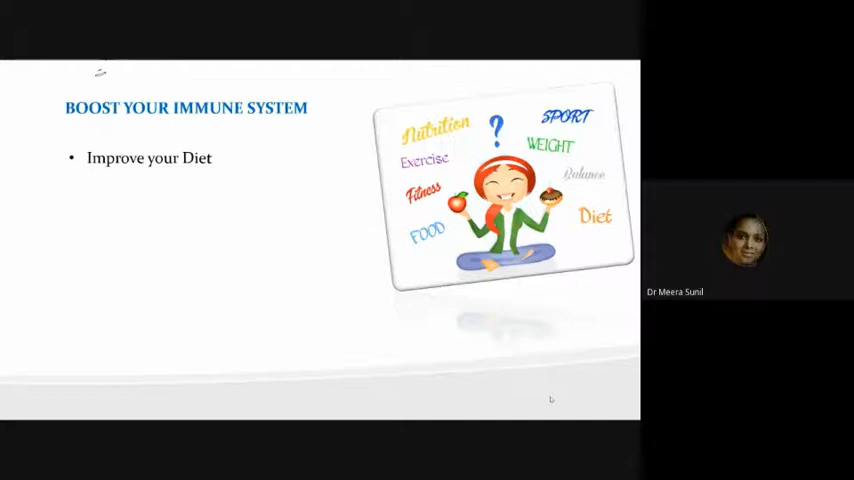 BOOST YOUR IMMUNE SYSTEM
• Improve your Diet
Nutrition
?
SPORT
Exercise
WEIGHT
Fitness
Balance
FOOD
Diet
Dr Meera Sunil